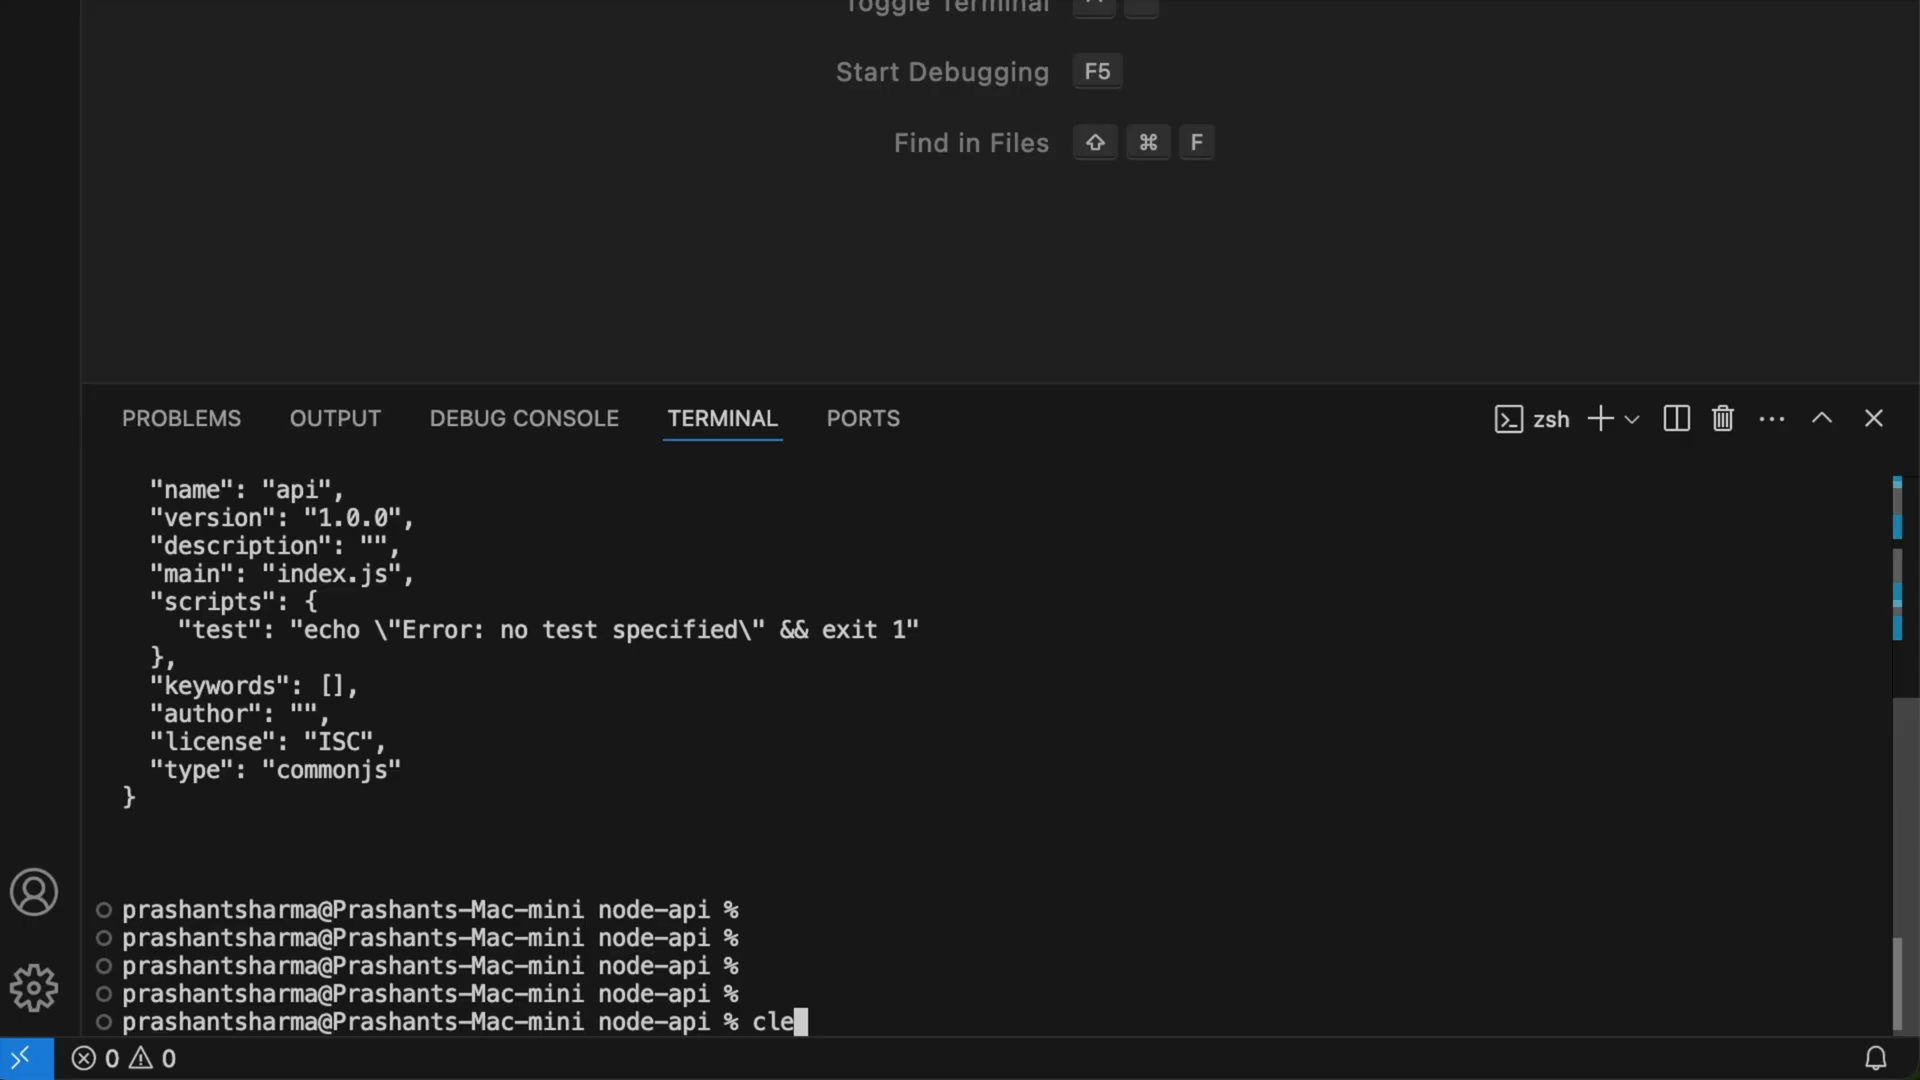 Toggle Terminal
Start Debugging F5
Find in Files ⇧ ⌘ F
PROBLEMS OUTPUT DEBUG CONSOLE TERMINAL PORTS zsh
"name": "api",
"version": "1.0.0",
"description": "",
"main": "index.js",
"scripts": {
"test": "echo \"Error: no test specified\" && exit 1"
},
"keywords": [],
"author": "",
"license": "ISC",
"type": "commonjs"
}
prashantsharma@Prashants-Mac-mini node-api %
prashantsharma@Prashants-Mac-mini node-api %
prashantsharma@Prashants-Mac-mini node-api %
prashantsharma@Prashants-Mac-mini node-api %
prashantsharma@Prashants-Mac-mini node-api % cle
0 0